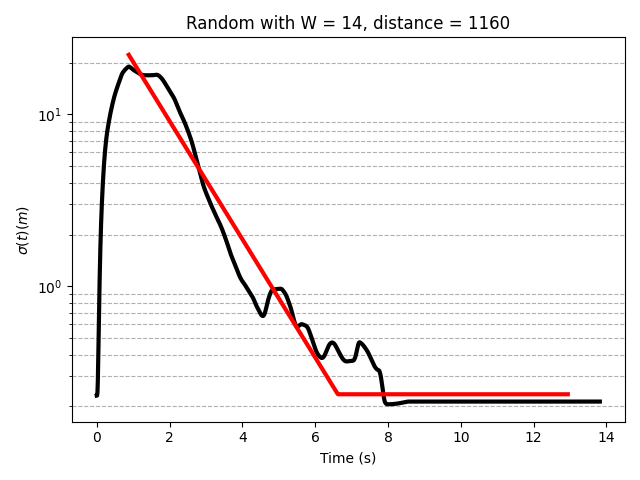 Random with W = 14, distance = 1160
σ(t)(m)
10¹
10⁰
0 2 4 6 8 10 12 14
Time (s)